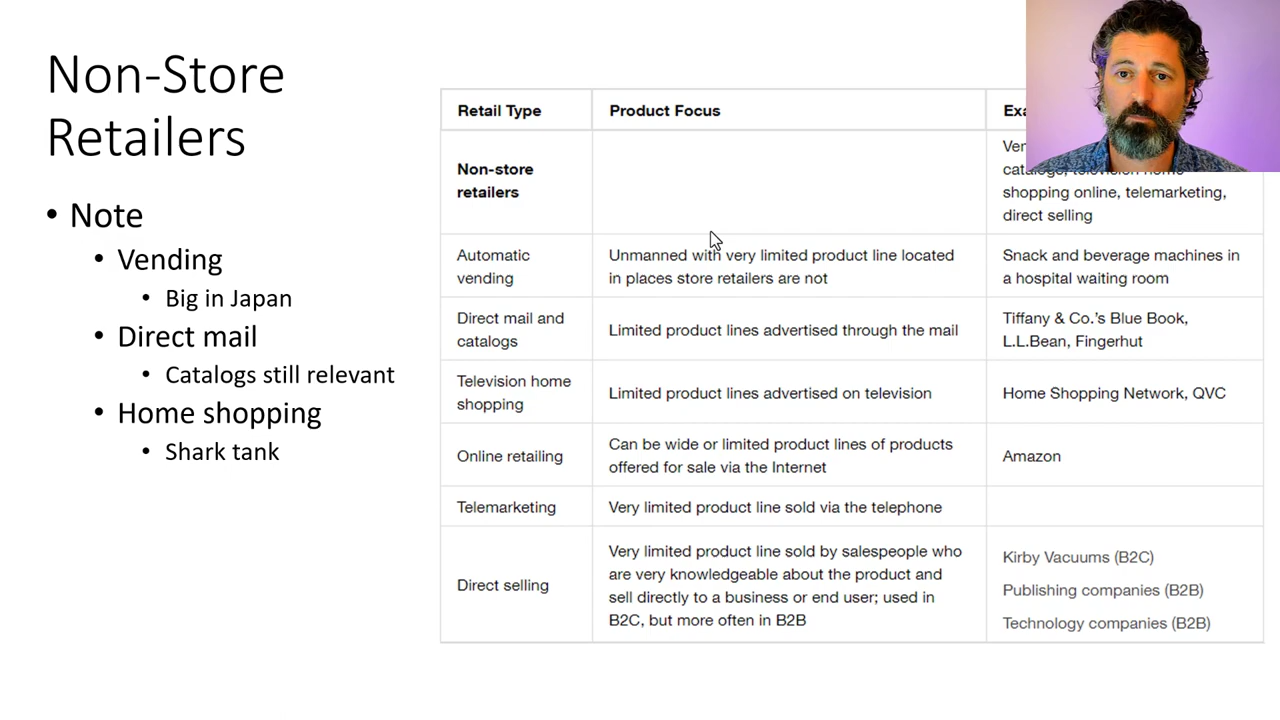 Non-Store
Retailers
• Note
• Vending
• Big in Japan
• Direct mail
• Catalogs still relevant
• Home shopping
• Shark tank
Retail Type
Product Focus
Non-store
retailers
shopping online, telemarketing,
direct selling
Automatic
vending
Unmanned with very limited product line located
in places store retailers are not
Snack and beverage machines in
a hospital waiting room
Direct mail and
catalogs
Limited product lines advertised through the mail
Tiffany & Co.'s Blue Book,
L.L.Bean, Fingerhut
Television home
shopping
Limited product lines advertised on television
Home Shopping Network, QVC
Online retailing
Can be wide or limited product lines of products
offered for sale via the Internet
Amazon
Telemarketing
Very limited product line sold via the telephone
Direct selling
Very limited product line sold by salespeople who
are very knowledgeable about the product and
sell directly to a business or end user; used in
B2C, but more often in B2B
Kirby Vacuums (B2C)
Publishing companies (B2B)
Technology companies (B2B)